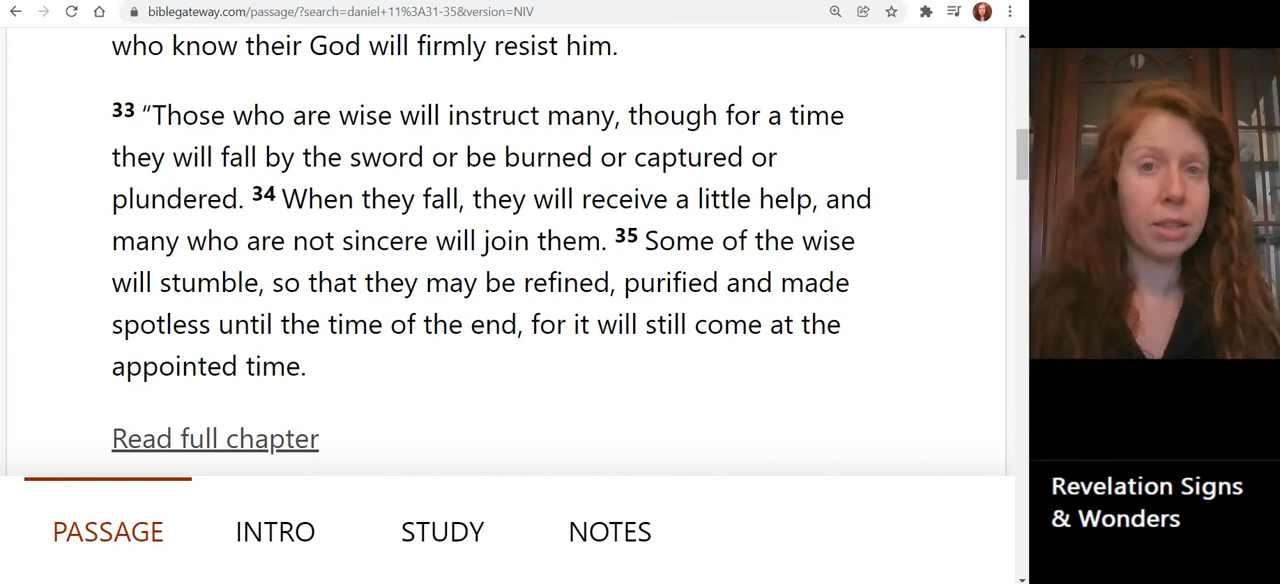 biblegateway.com/passage/?search=daniel+11%3A31-35&version=NIV
who know their God will firmly resist him.
33 “Those who are wise will instruct many, though for a time
they will fall by the sword or be burned or captured or
plundered. 34 When they fall, they will receive a little help, and
many who are not sincere will join them. 35 Some of the wise
will stumble, so that they may be refined, purified and made
spotless until the time of the end, for it will still come at the
appointed time.
Read full chapter
PASSAGE INTRO STUDY NOTES
Revelation Signs
& Wonders